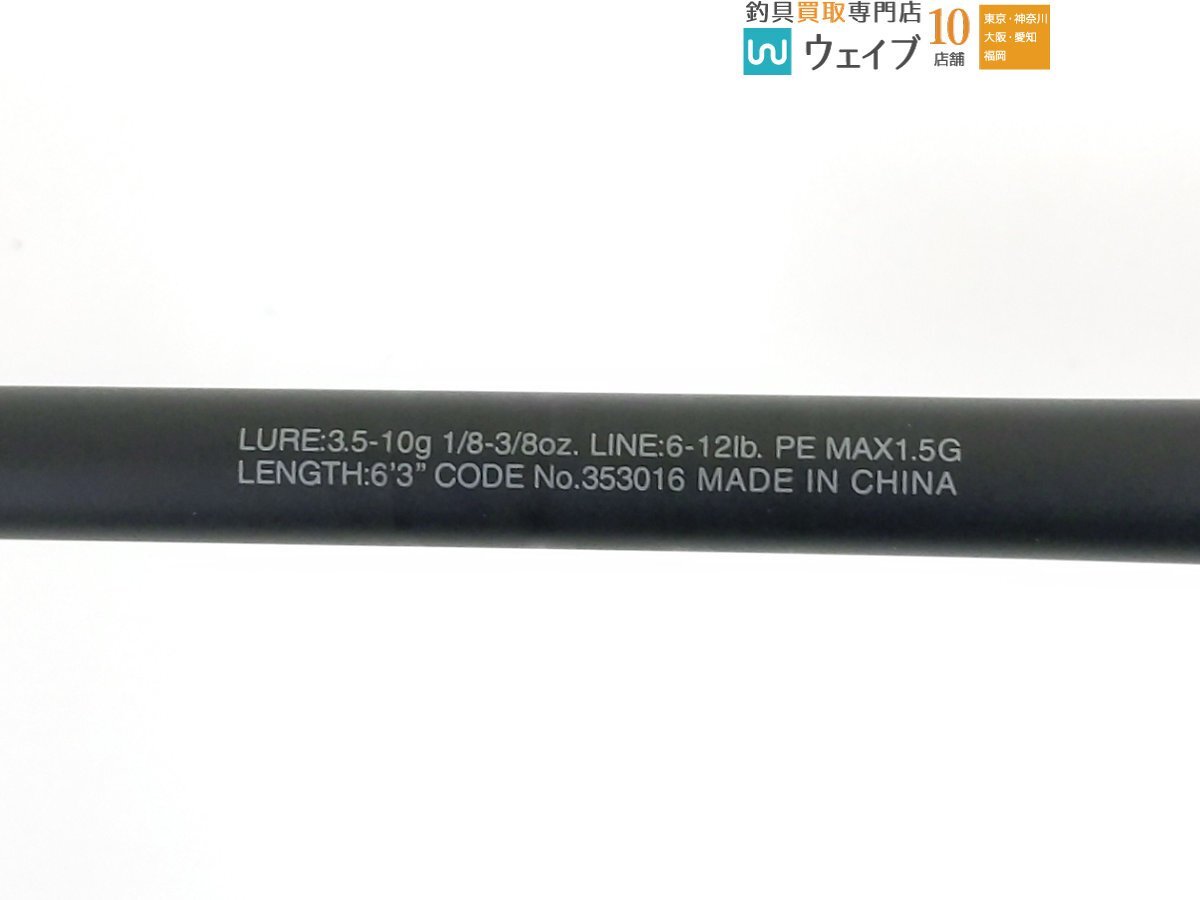 釣具買取専門店
ウェイブ
10
店舗
東京・神奈川
大阪・愛知
福岡
LURE:3.5-10g 1/8-3/8oz. LINE:6-12lb. PE MAX1.5G
LENGTH:6'3” CODE No.353016 MADE IN CHINA